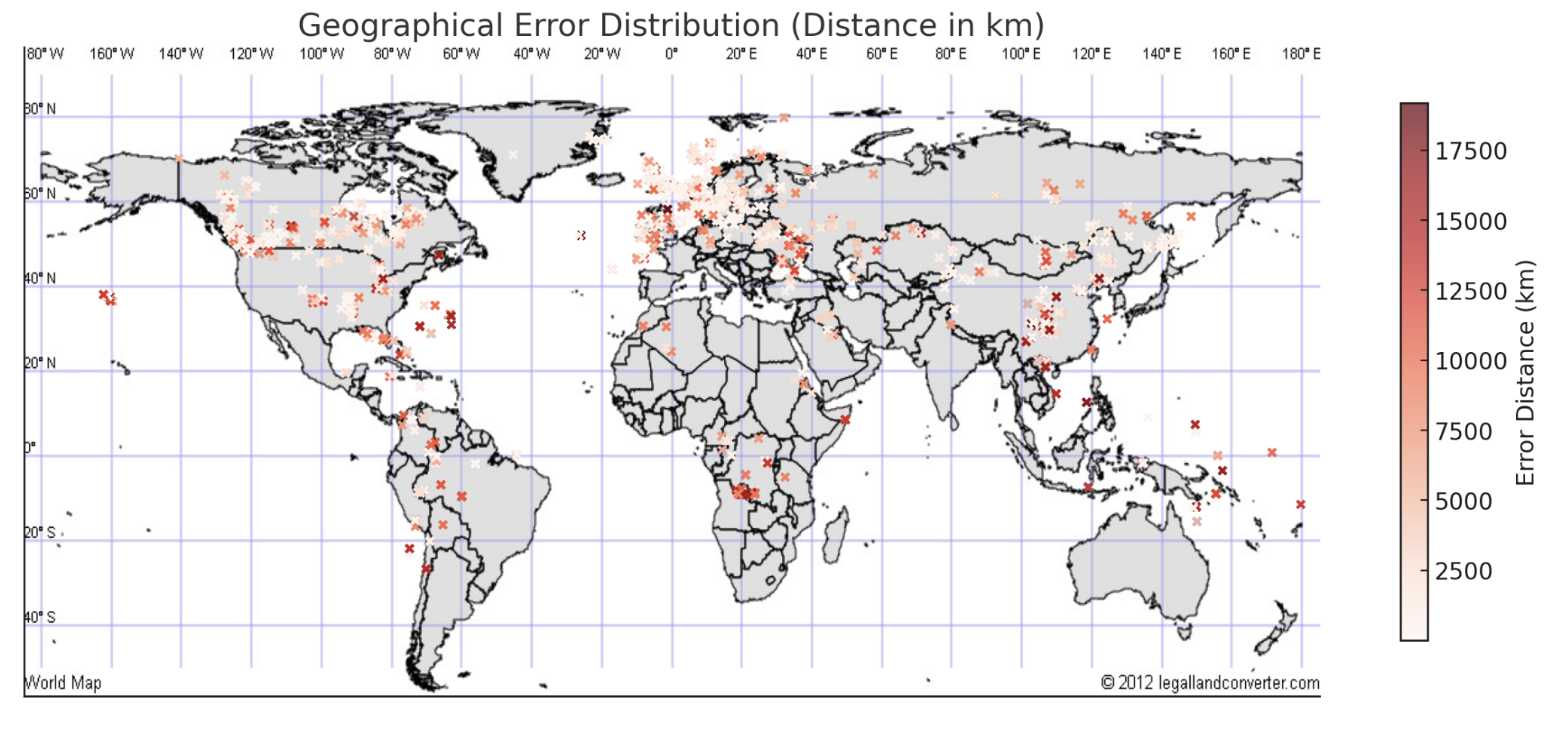 Geographical Error Distribution (Distance in km)
80° W 160° W 140° W 120° W 100° W 80° W 60° W 40° W 20° W 0° 20° E 40° E 60° E 80° E 100° E 120° E 140° E 160° E 180° E
80° N
60° N
40° N
20° N
0°
20° S
40° S
World Map
© 2012 legallandconverter.com
17500
15000
12500
10000
7500
5000
2500
Error Distance (km)